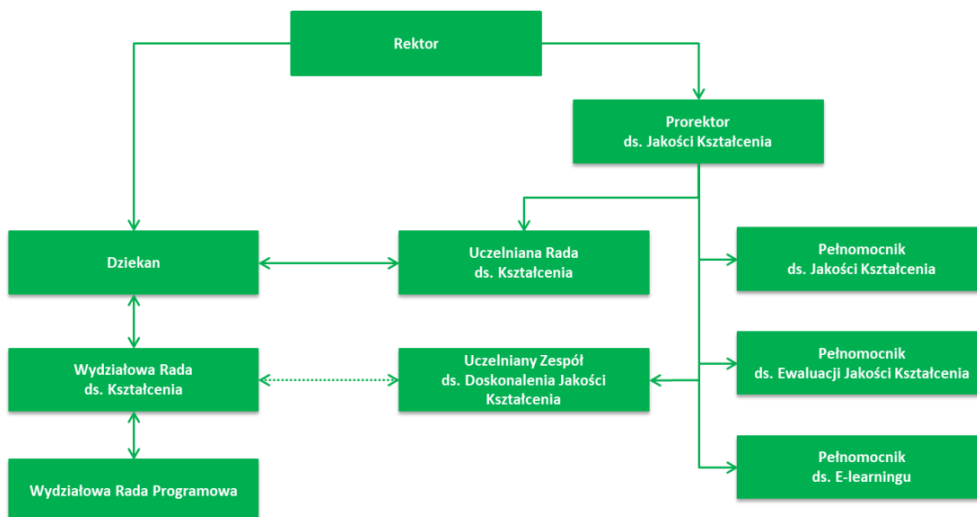 Rektor
Prorektor
ds. Jakości Kształcenia
Dziekan
Uczelniana Rada
ds. Kształcenia
Pełnomocnik
ds. Jakości Kształcenia
Wydziałowa Rada
ds. Kształcenia
Uczelniany Zespół
ds. Doskonalenia Jakości
Kształcenia
Pełnomocnik
ds. Ewaluacji Jakości Kształcenia
Wydziałowa Rada Programowa
Pełnomocnik
ds. E-learningu